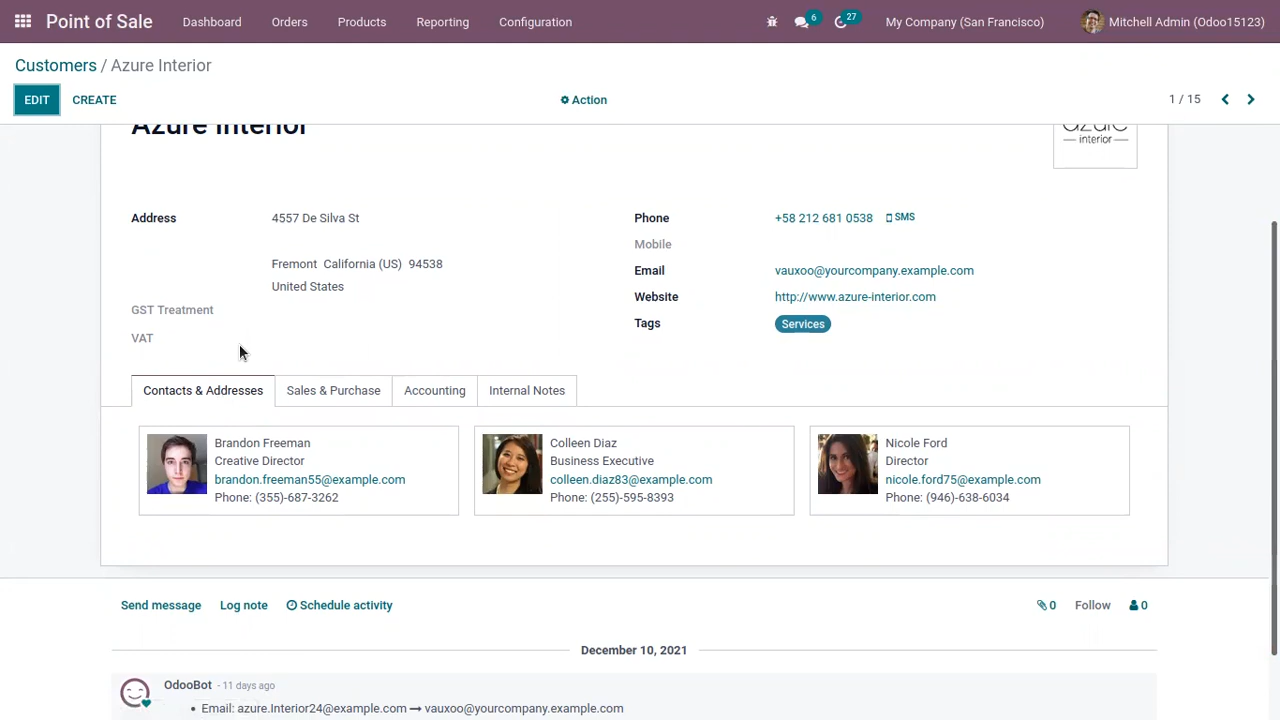 Point of Sale Dashboard Orders Products Reporting Configuration 6 27 My Company (San Francisco) Mitchell Admin (Odoo15123)
Customers / Azure Interior
EDIT CREATE Action 1 / 15
Azure Interior
azure
interior
Address 4557 De Silva St Phone +58 212 681 0538 SMS
Mobile
Fremont California (US) 94538 Email vauxoo@yourcompany.example.com
United States Website http://www.azure-interior.com
GST Treatment Tags Services
VAT
Contacts & Addresses Sales & Purchase Accounting Internal Notes
Brandon Freeman
Creative Director
brandon.freeman55@example.com
Phone: (355)-687-3262
Colleen Diaz
Business Executive
colleen.diaz83@example.com
Phone: (255)-595-8393
Nicole Ford
Director
nicole.ford75@example.com
Phone: (946)-638-6034
Send message Log note Schedule activity 0 Follow 0
December 10, 2021
OdooBot - 11 days ago
• Email: azure.Interior24@example.com → vauxoo@yourcompany.example.com